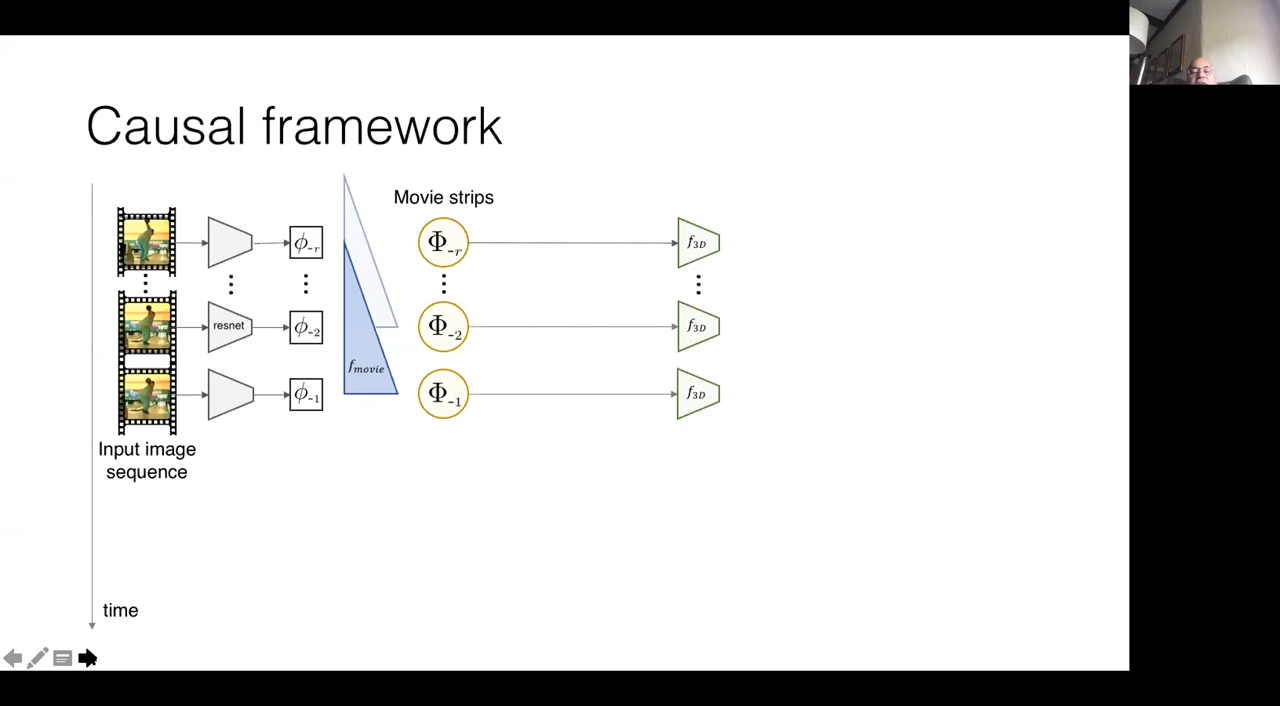 Causal framework
Movie strips
ϕ-r
Φ-r
f3D
resnet
ϕ-2
Φ-2
f3D
fmovie
ϕ-1
Φ-1
f3D
Input image
sequence
time